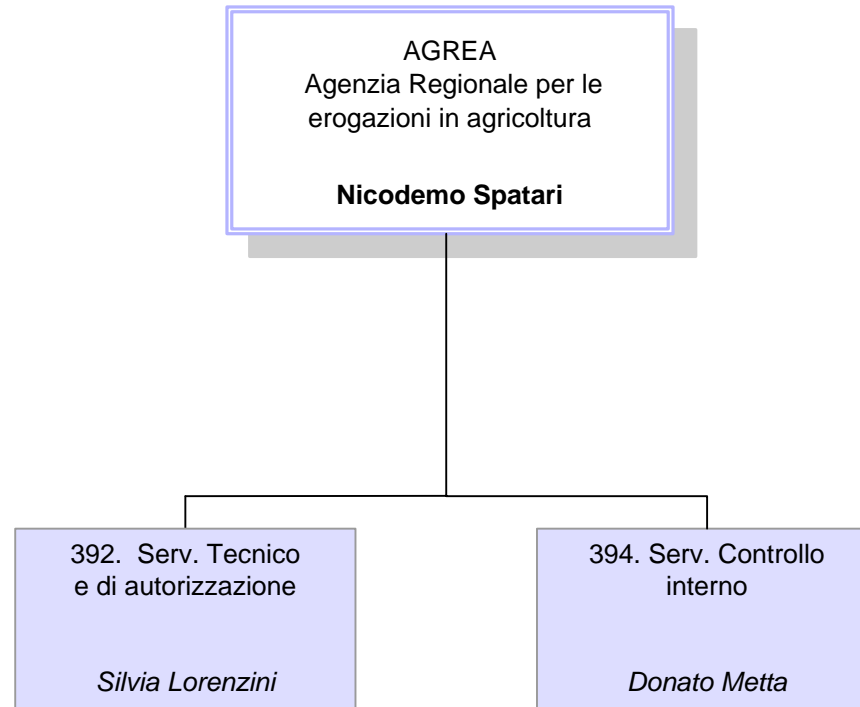 AGREA
Agenzia Regionale per le
erogazioni in agricoltura
Nicodemo Spatari
392. Serv. Tecnico
e di autorizzazione
Silvia Lorenzini
394. Serv. Controllo
interno
Donato Metta